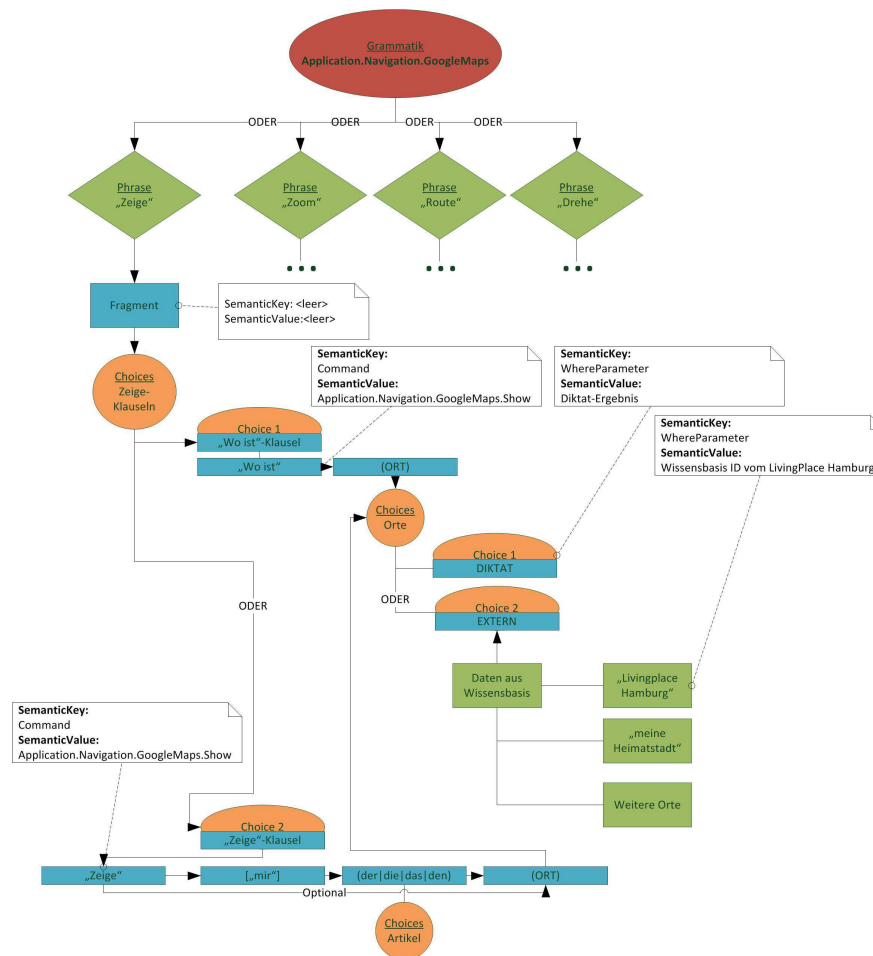 Grammatik
Application.Navigation.GoogleMaps
ODER
ODER
ODER
ODER
Phrase
„Zeige“
Phrase
„Zoom“
Phrase
„Route“
Phrase
„Drehe“
Fragment
SemanticKey: <leer>
SemanticValue:<leer>
Choices
Zeige-
Klauseln
SemanticKey:
Command
SemanticValue:
Application.Navigation.GoogleMaps.Show
SemanticKey:
WhereParameter
SemanticValue:
Diktat-Ergebnis
SemanticKey:
WhereParameter
SemanticValue:
Wissensbasis ID vom LivingPlace Hamburg
Choice 1
„Wo ist“-Klausel
„Wo ist“
(ORT)
Choices
Orte
Choice 1
DIKTAT
ODER
Choice 2
EXTERN
ODER
Daten aus
Wissensbasis
„Livingplace
Hamburg“
„meine
Heimatstadt“
Weitere Orte
SemanticKey:
Command
SemanticValue:
Application.Navigation.GoogleMaps.Show
Choice 2
„Zeige“-Klausel
„Zeige“
[„mir“]
(der|die|das|den)
(ORT)
Optional
Choices
Artikel